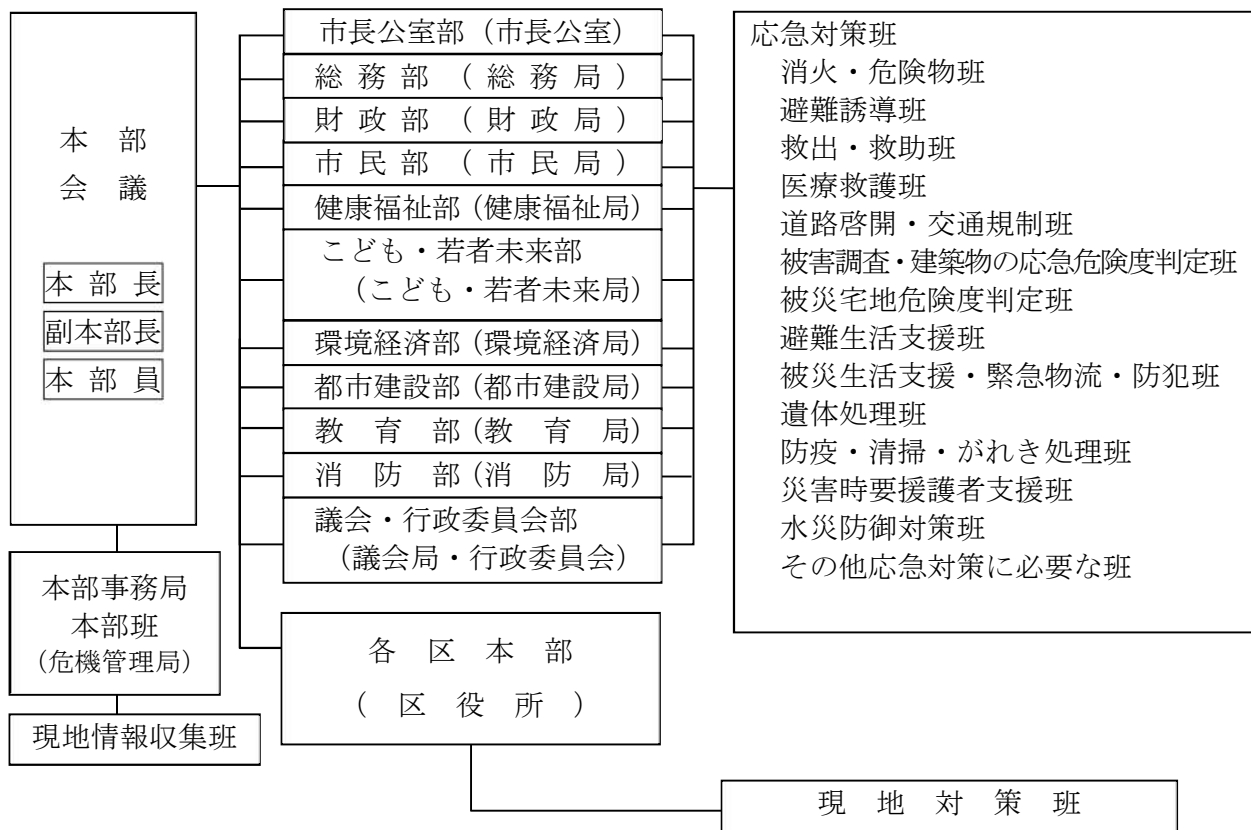 本部
会議
本部長
副本部長
本部員
本部事務局
本部班
(危機管理局)
現地情報収集班
市長公室部(市長公室)
総務部(総務局)
財政部(財政局)
市民部(市民局)
健康福祉部(健康福祉局)
こども・若者未来部
(こども・若者未来局)
環境経済部(環境経済局)
都市建設部(都市建設局)
教育部(教育局)
消防部(消防局)
議会・行政委員会部
(議会局・行政委員会)
各区本部
(区役所)
応急対策班
消火・危険物班
避難誘導班
救出・救助班
医療救護班
道路啓開・交通規制班
被害調査・建築物の応急危険度判定班
被災宅地危険度判定班
避難生活支援班
被災生活支援・緊急物流・防犯班
遺体処理班
防疫・清掃・がれき処理班
災害時要援護者支援班
水災防御対策班
その他応急対策に必要な班
現地対策班